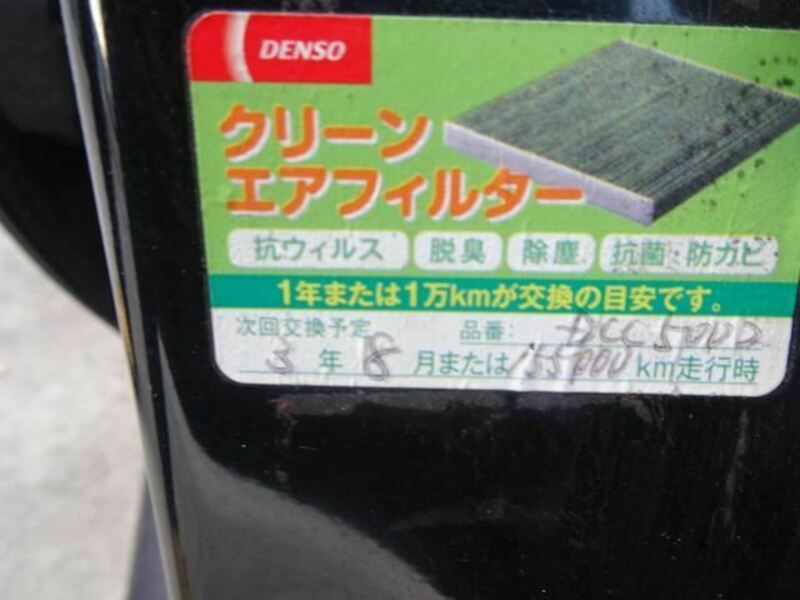 DENSO
クリーン
エアフィルター
抗ウィルス 脱臭 除塵 抗菌・防カビ
1年または1万kmが交換の目安です。
次回交換予定 品番:
3年8月または155000km走行時